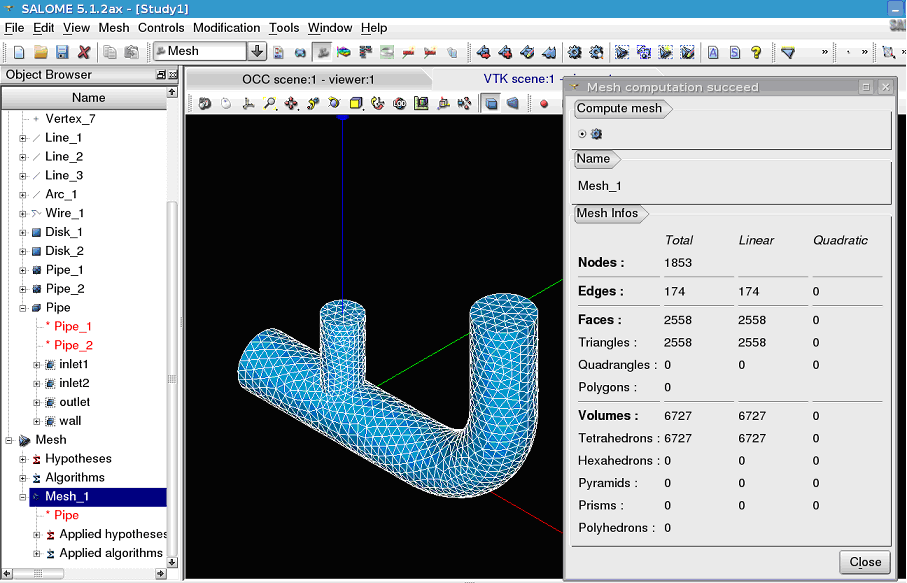 SALOME 5.1.2ax - [Study1]
File Edit View Mesh Controls Modification Tools Window Help
Mesh
Object Browser
Name
Vertex_7
Line_1
Line_2
Line_3
Arc_1
Wire_1
Disk_1
Disk_2
Pipe_1
Pipe_2
Pipe
* Pipe_1
* Pipe_2
inlet1
inlet2
outlet
wall
Mesh
Hypotheses
Algorithms
Mesh_1
* Pipe
Applied hypotheses
Applied algorithms
OCC scene:1 - viewer:1
VTK scene:1
Mesh computation succeed
Compute mesh
Name
Mesh_1
Mesh Infos
Total Linear Quadratic
Nodes : 1853
Edges : 174 174 0
Faces : 2558 2558 0
Triangles : 2558 2558 0
Quadrangles : 0 0 0
Polygons : 0
Volumes : 6727 6727 0
Tetrahedrons : 6727 6727 0
Hexahedrons : 0 0 0
Pyramids : 0 0 0
Prisms : 0 0 0
Polyhedrons : 0
Close